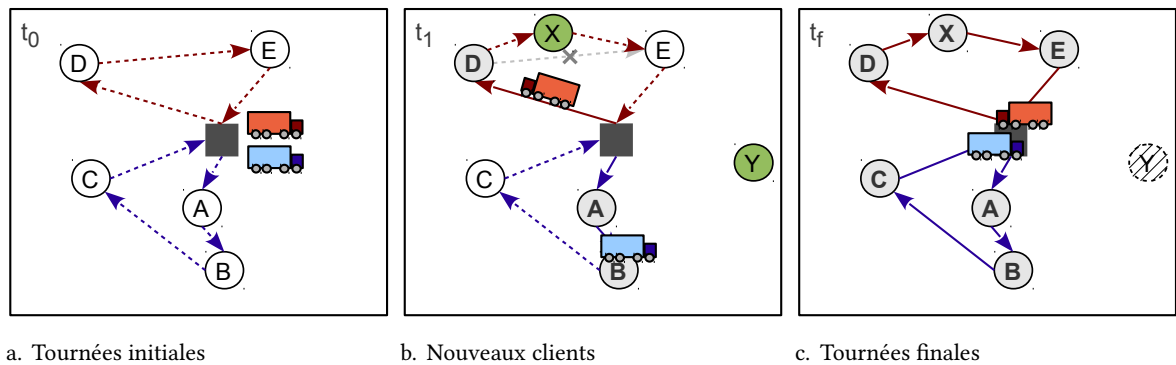 t0
D
E
C
A
B
t1
X
D
E
Y
C
A
B
tf
X
D
E
Y
C
A
B
a. Tournées initiales
b. Nouveaux clients
c. Tournées finales